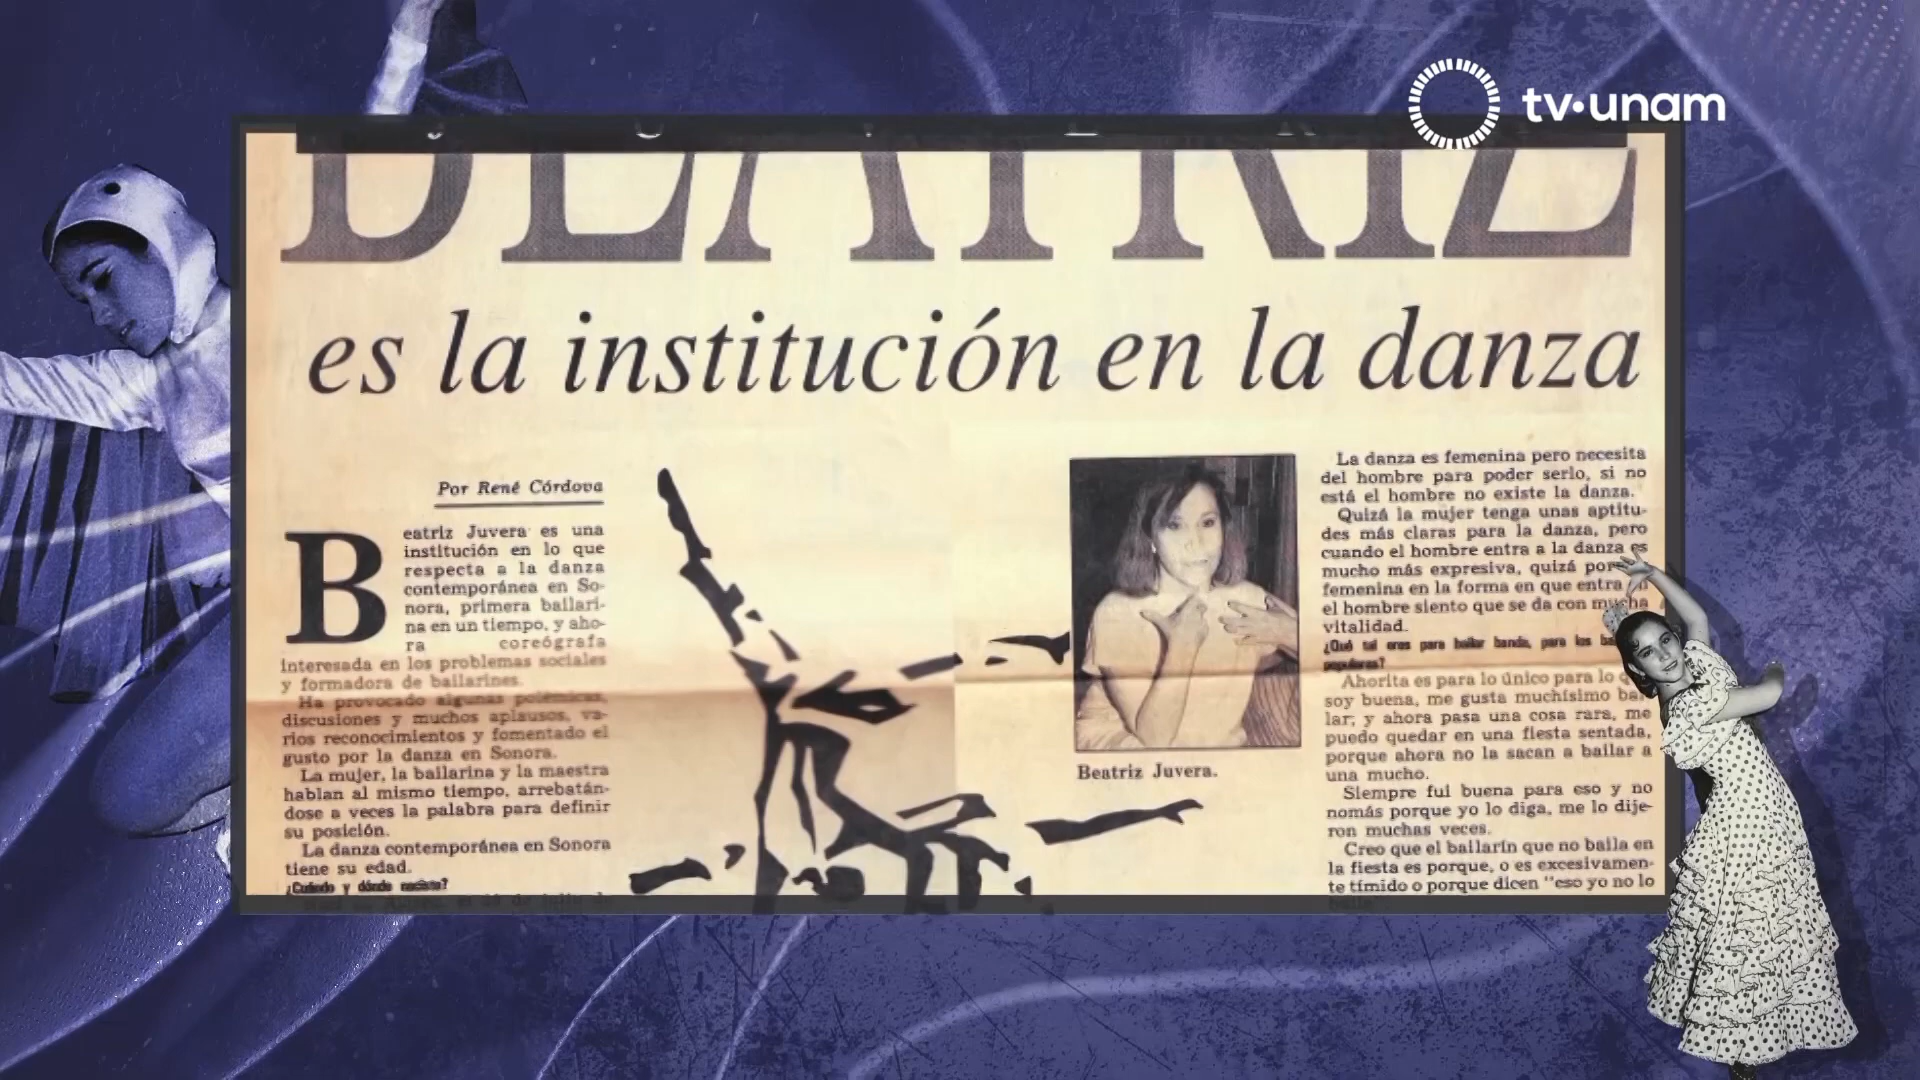 tv·unam
BEATRIZ
es la institución en la danza
Por René Córdova
Beatriz Juvera es una
institución en lo que
respecta a la danza
contemporánea en So-
nora, primera bailari-
na en un tiempo, y aho-
ra coreógrafa
interesada en los problemas sociales
y formadora de bailarines.
Ha provocado algunas polémicas,
discusiones y muchos aplausos, va-
rios reconocimientos y fomentado el
gusto por la danza en Sonora.
La mujer, la bailarina y la maestra
hablan al mismo tiempo, arrebatán-
dose a veces la palabra para definir
su posición.
La danza contemporánea en Sonora
tiene su edad.
¿Cuándo y dónde naciste?
Beatriz Juvera.
La danza es femenina pero necesita
del hombre para poder serlo, si no
está el hombre no existe la danza.
Quizá la mujer tenga unas aptitu-
des más claras para la danza, pero
cuando el hombre entra a la danza es
mucho más expresiva, quizá por
femenina en la forma en que entra
el hombre siento que se da con mucha
vitalidad.
¿Qué tal eres para bailar banda, para los
populares?
Ahorita es para lo único para lo
soy buena, me gusta muchísimo bai
lar; y ahora pasa una cosa rara, me
puedo quedar en una fiesta sentada,
porque ahora no la sacan a bailar a
una mucho.
Siempre fui buena para eso y no
nomás porque yo lo diga, me lo dije-
ron muchas veces.
Creo que el bailarín que no baila en
la fiesta es porque, o es excesivamen-
te tímido o porque dicen "eso yo no lo